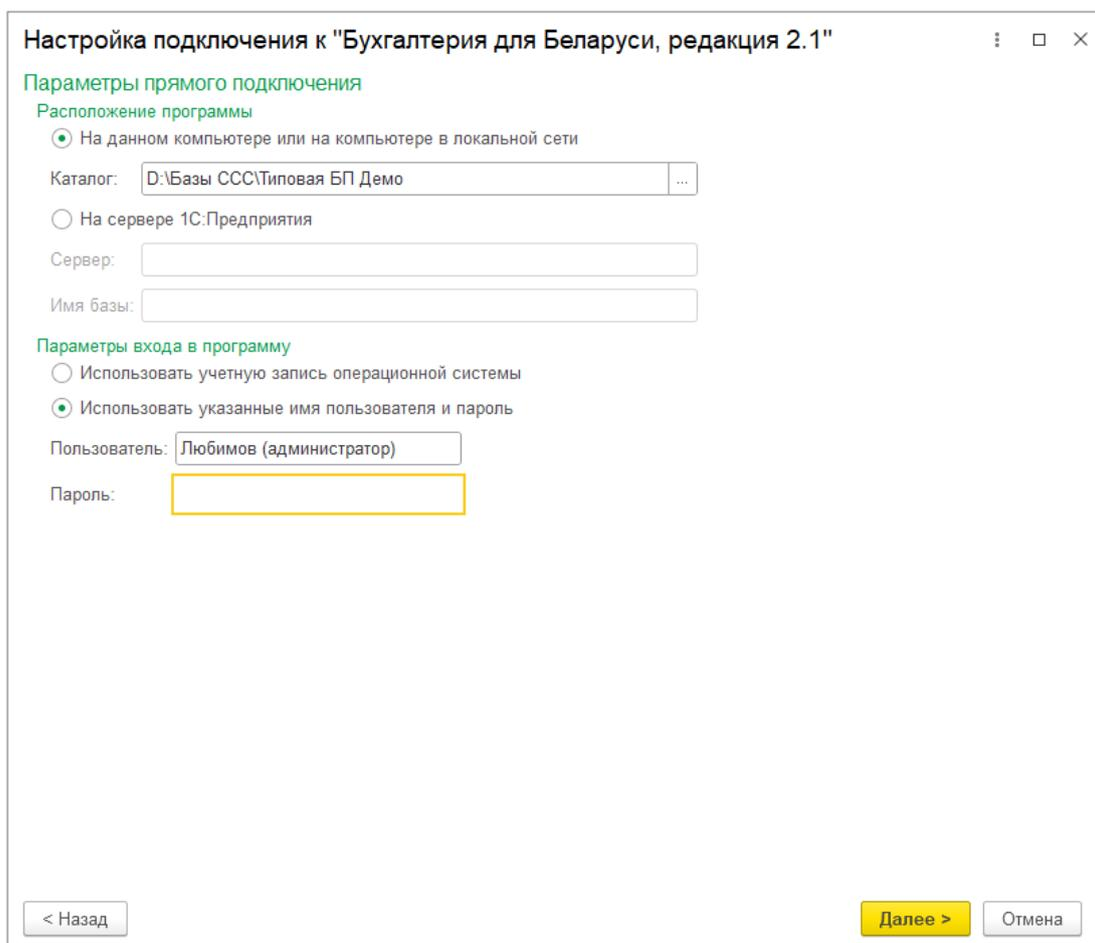 Настройка подключения к "Бухгалтерия для Беларуси, редакция 2.1"
Параметры прямого подключения
Расположение программы
На данном компьютере или на компьютере в локальной сети
Каталог: D:\Базы ССС\Типовая БП Демо ...
На сервере 1С:Предприятия
Сервер:
Имя базы:
Параметры входа в программу
Использовать учетную запись операционной системы
Использовать указанные имя пользователя и пароль
Пользователь: Любимов (администратор)
Пароль:
< Назад Далее > Отмена